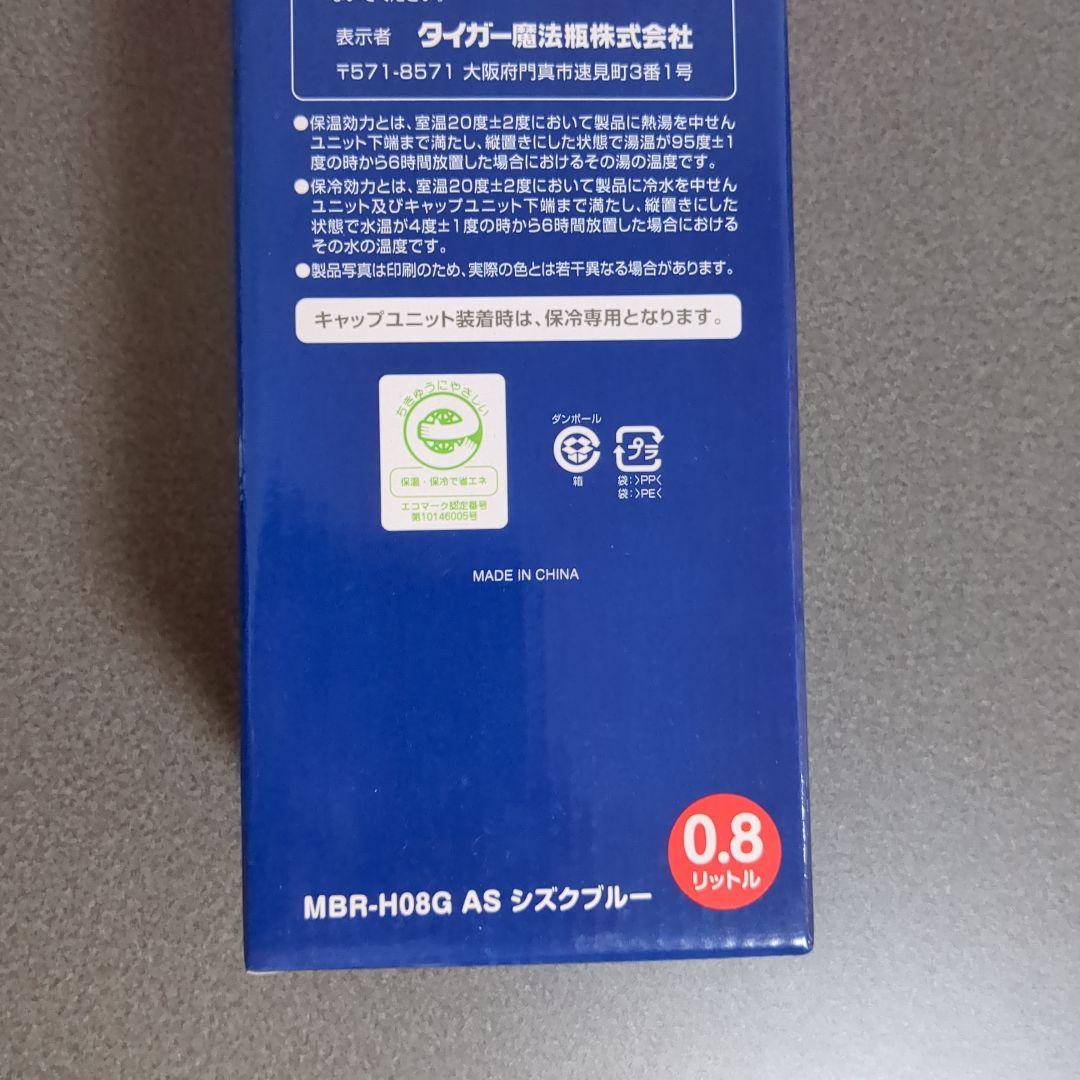 表示者 タイガー魔法瓶株式会社
〒571-8571 大阪府門真市速見町3番1号
●保温効力とは、室温20度±2度において製品に熱湯を中せん
ユニット下端まで満たし、縦置きにした状態で湯温が95度±1
度の時から6時間放置した場合におけるその湯の温度です。
●保冷効力とは、室温20度±2度において製品に冷水を中せん
ユニット及びキャップユニット下端まで満たし、縦置きにした
状態で水温が4度±1度の時から6時間放置した場合における
その水の温度です。
●製品写真は印刷のため、実際の色とは若干異なる場合があります。
キャップユニット装着時は、保冷専用となります。
ちきゅうにやさしい
保温・保冷で省エネ
エコマーク認定番号
第10146005号
ダンボール
箱
プラ
袋:>PP<
袋:>PE<
MADE IN CHINA
0.8
リットル
MBR-H08G AS シズクブルー